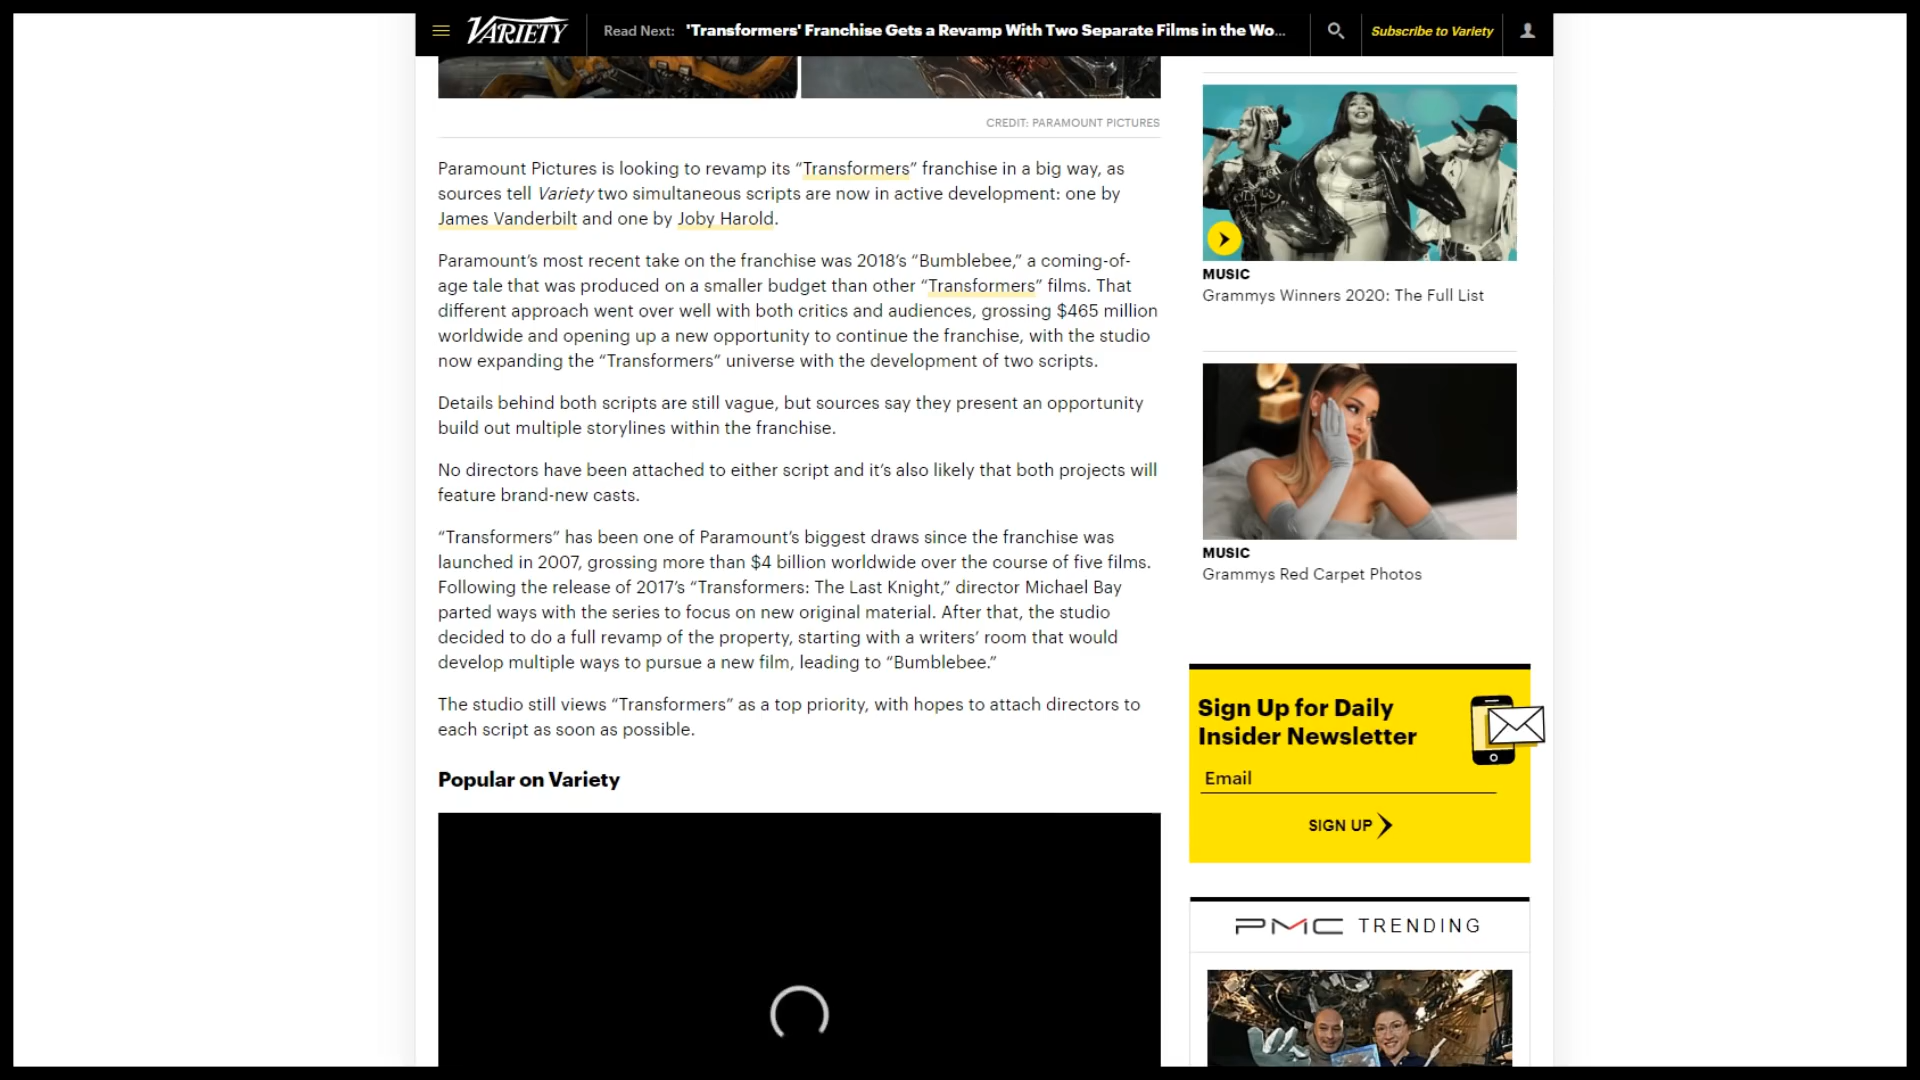 VARIETY
Read Next: 'Transformers' Franchise Gets a Revamp With Two Separate Films in the Wo...
Subscribe to Variety
CREDIT: PARAMOUNT PICTURES
Paramount Pictures is looking to revamp its “Transformers” franchise in a big way, as
sources tell Variety two simultaneous scripts are now in active development: one by
James Vanderbilt and one by Joby Harold.
Paramount’s most recent take on the franchise was 2018’s “Bumblebee,” a coming-of-
age tale that was produced on a smaller budget than other “Transformers” films. That
different approach went over well with both critics and audiences, grossing $465 million
worldwide and opening up a new opportunity to continue the franchise, with the studio
now expanding the “Transformers” universe with the development of two scripts.
Details behind both scripts are still vague, but sources say they present an opportunity
build out multiple storylines within the franchise.
No directors have been attached to either script and it’s also likely that both projects will
feature brand-new casts.
“Transformers” has been one of Paramount’s biggest draws since the franchise was
launched in 2007, grossing more than $4 billion worldwide over the course of five films.
Following the release of 2017’s “Transformers: The Last Knight,” director Michael Bay
parted ways with the series to focus on new original material. After that, the studio
decided to do a full revamp of the property, starting with a writers’ room that would
develop multiple ways to pursue a new film, leading to “Bumblebee.”
The studio still views “Transformers” as a top priority, with hopes to attach directors to
each script as soon as possible.
Popular on Variety
MUSIC
Grammys Winners 2020: The Full List
MUSIC
Grammys Red Carpet Photos
Sign Up for Daily
Insider Newsletter
Email
SIGN UP
PMC TRENDING